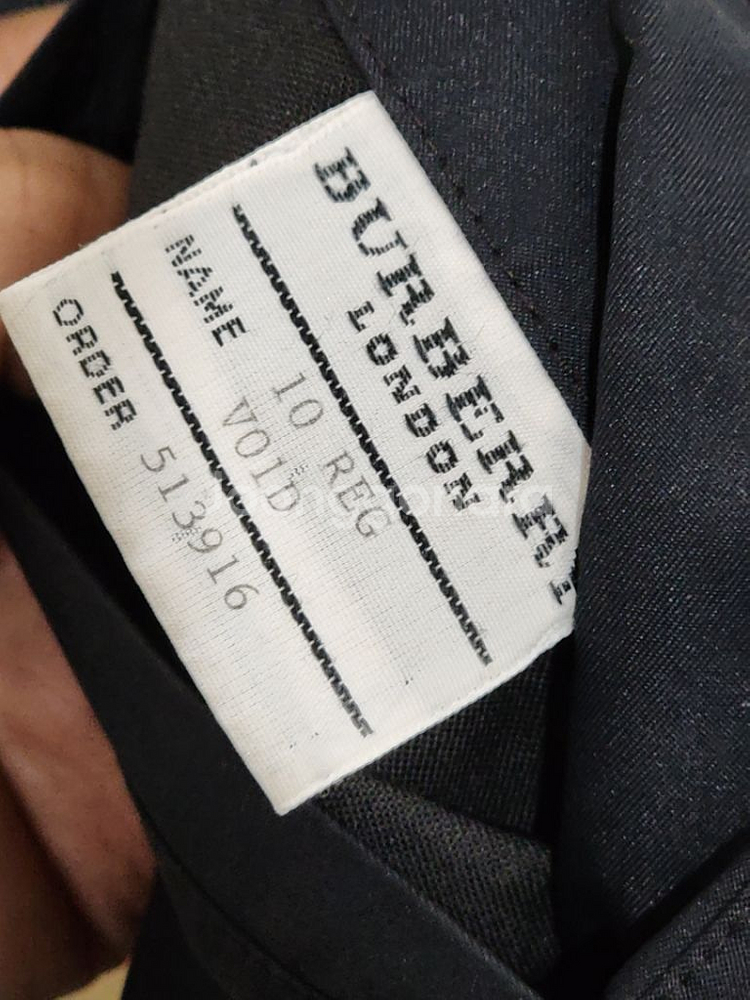 BURBERRY
LONDON
10 REG
NAME VOID
ORDER 513916